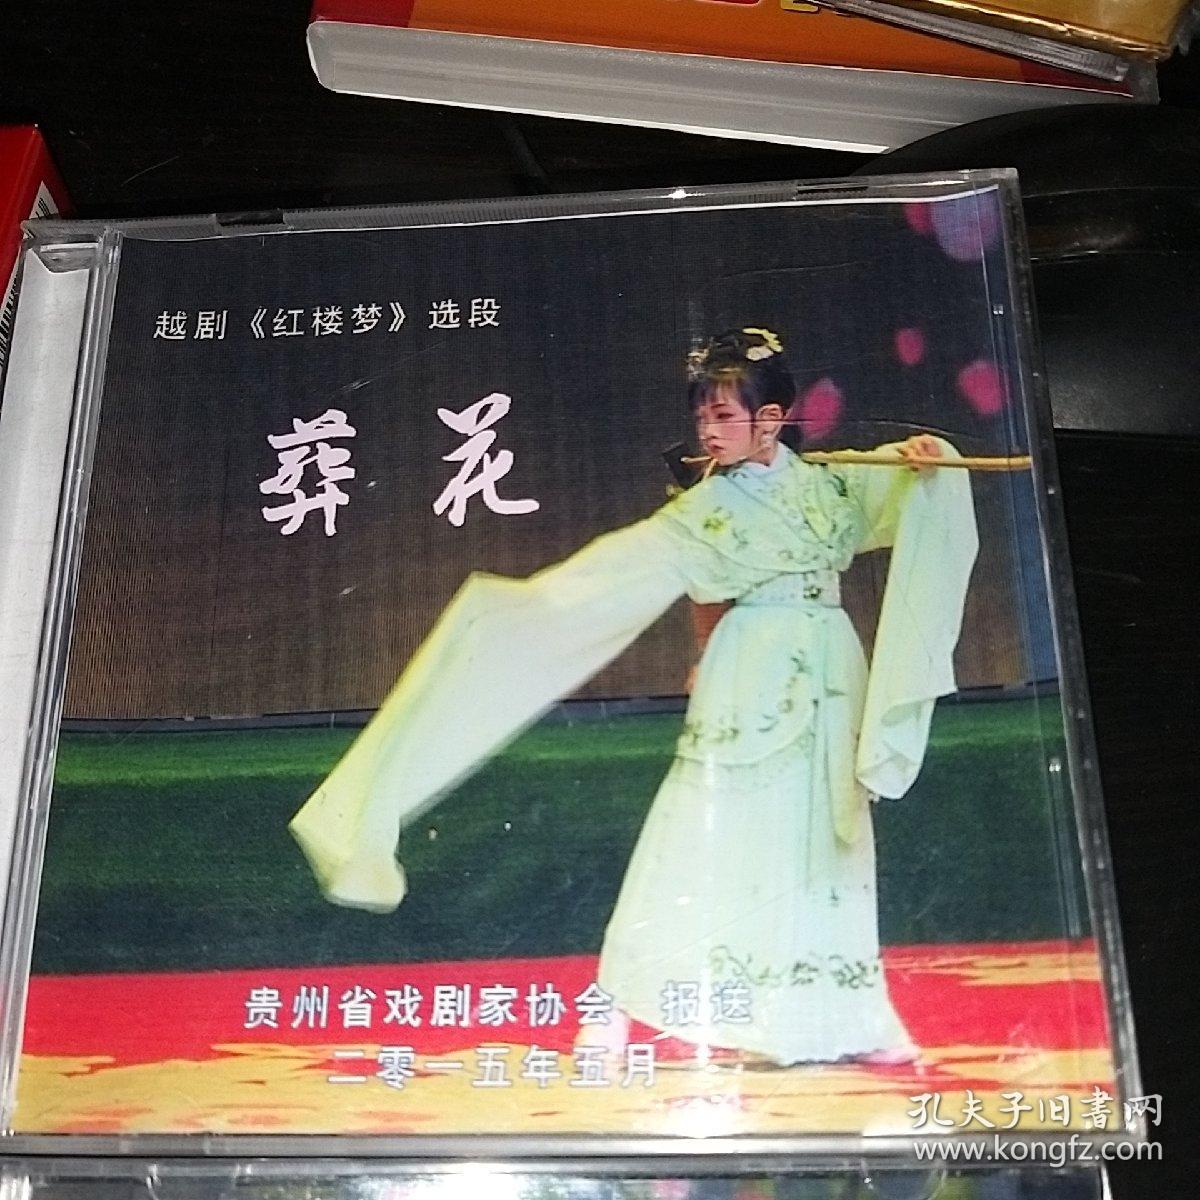 越剧《红楼梦》选段
葬花
贵州省戏剧家协会 报送
二零一五年五月
孔夫子旧書网
www.kongfz.com